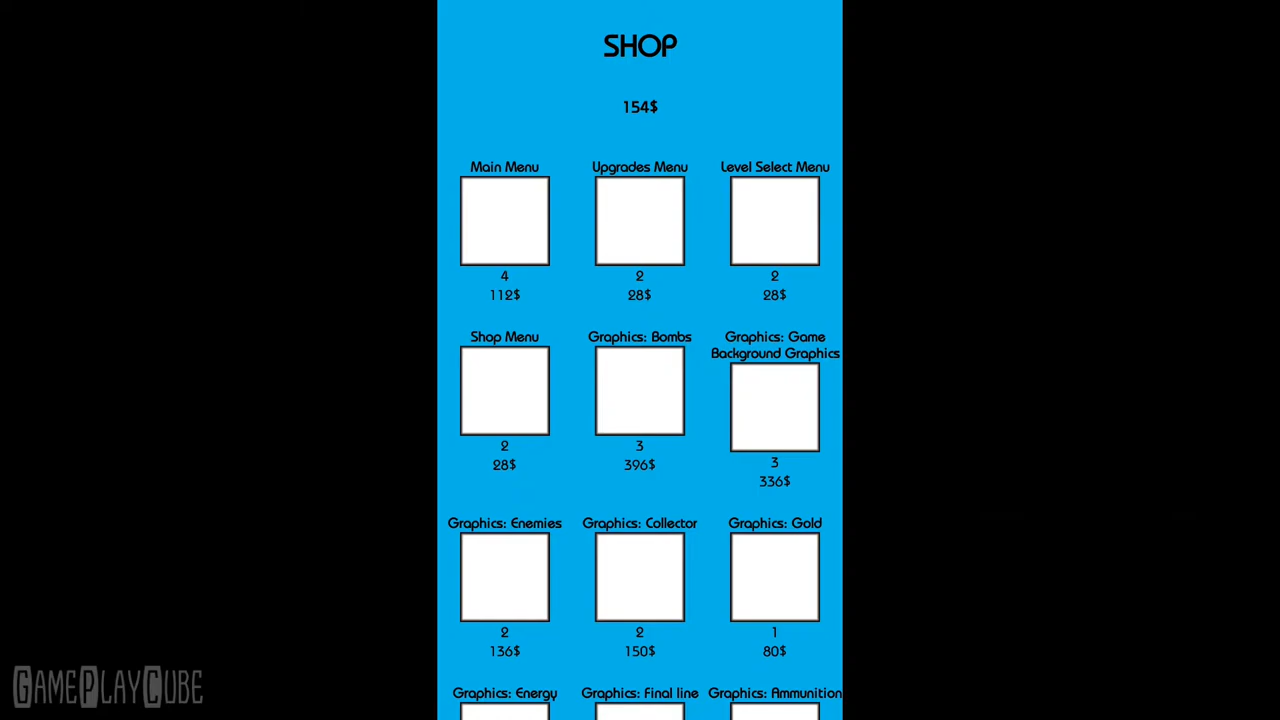 SHOP
154$
Main Menu
Upgrades Menu
Level Select Menu
4
2
2
112$
28$
28$
Shop Menu
Graphics: Bombs
Graphics: Game
Background Graphics
2
3
3
28$
396$
336$
Graphics: Enemies
Graphics: Collector
Graphics: Gold
2
2
1
136$
150$
80$
Graphics: Energy
Graphics: Final line
Graphics: Ammunition
GamePlayCube